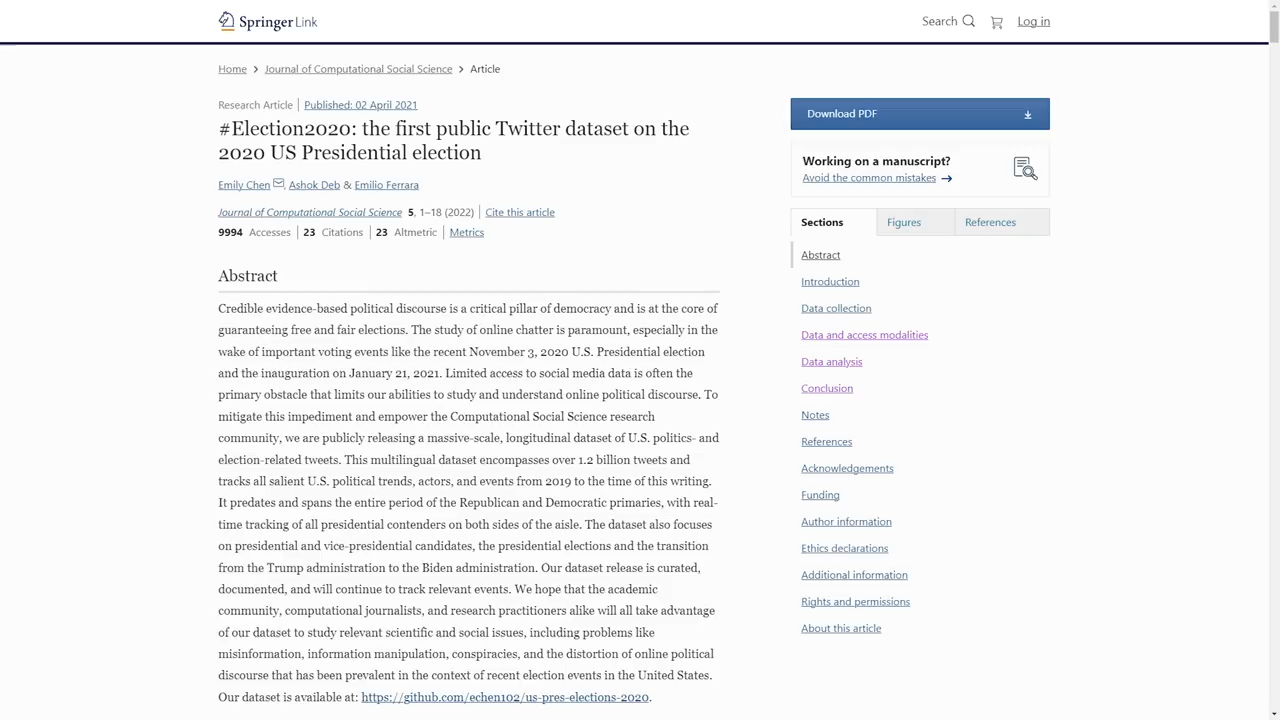 Springer Link
Search
Log in
Home > Journal of Computational Social Science > Article
Research Article | Published: 02 April 2021
#Election2020: the first public Twitter dataset on the
2020 US Presidential election
Emily Chen, Ashok Deb & Emilio Ferrara
Journal of Computational Social Science 5, 1–18 (2022) | Cite this article
9994 Accesses | 23 Citations | 23 Altmetric | Metrics
Abstract
Credible evidence-based political discourse is a critical pillar of democracy and is at the core of
guaranteeing free and fair elections. The study of online chatter is paramount, especially in the
wake of important voting events like the recent November 3, 2020 U.S. Presidential election
and the inauguration on January 21, 2021. Limited access to social media data is often the
primary obstacle that limits our abilities to study and understand online political discourse. To
mitigate this impediment and empower the Computational Social Science research
community, we are publicly releasing a massive-scale, longitudinal dataset of U.S. politics- and
election-related tweets. This multilingual dataset encompasses over 1.2 billion tweets and
tracks all salient U.S. political trends, actors, and events from 2019 to the time of this writing.
It predates and spans the entire period of the Republican and Democratic primaries, with real-
time tracking of all presidential contenders on both sides of the aisle. The dataset also focuses
on presidential and vice-presidential candidates, the presidential elections and the transition
from the Trump administration to the Biden administration. Our dataset release is curated,
documented, and will continue to track relevant events. We hope that the academic
community, computational journalists, and research practitioners alike will all take advantage
of our dataset to study relevant scientific and social issues, including problems like
misinformation, information manipulation, conspiracies, and the distortion of online political
discourse that has been prevalent in the context of recent election events in the United States.
Our dataset is available at: https://github.com/echen102/us-pres-elections-2020.
Download PDF
Working on a manuscript?
Avoid the common mistakes →
Sections
Figures
References
Abstract
Introduction
Data collection
Data and access modalities
Data analysis
Conclusion
Notes
References
Acknowledgements
Funding
Author information
Ethics declarations
Additional information
Rights and permissions
About this article